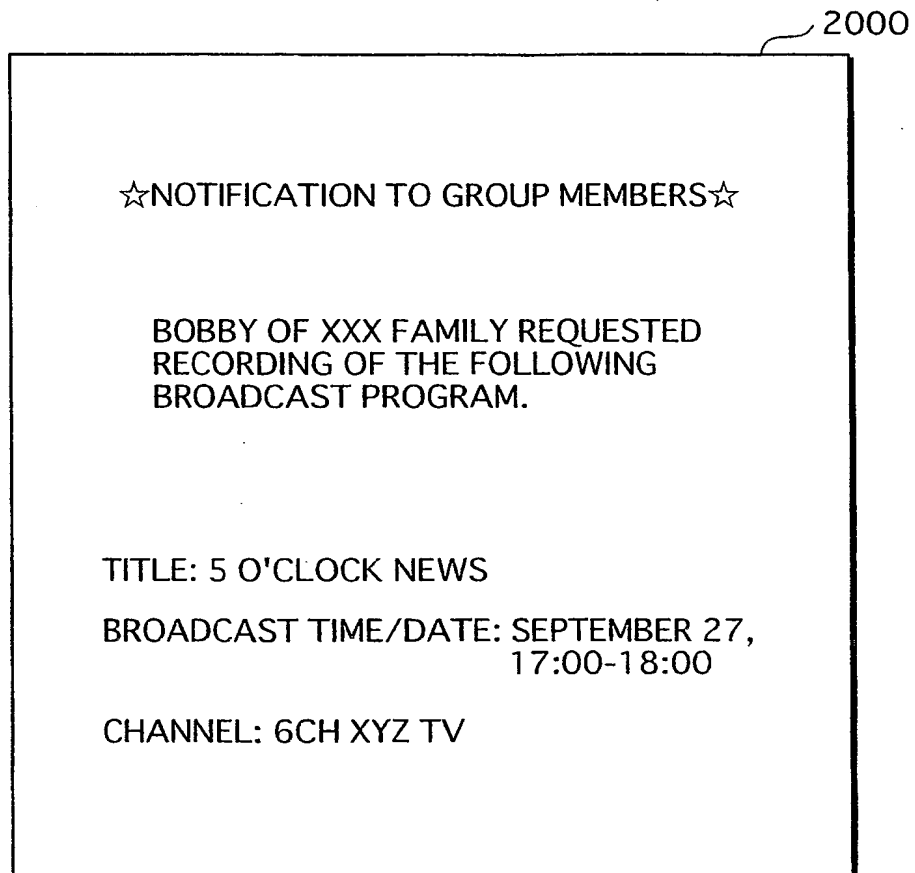 2000
☆NOTIFICATION TO GROUP MEMBERS☆
BOBBY OF XXX FAMILY REQUESTED
RECORDING OF THE FOLLOWING
BROADCAST PROGRAM.
TITLE: 5 O'CLOCK NEWS
BROADCAST TIME/DATE: SEPTEMBER 27,
17:00-18:00
CHANNEL: 6CH XYZ TV